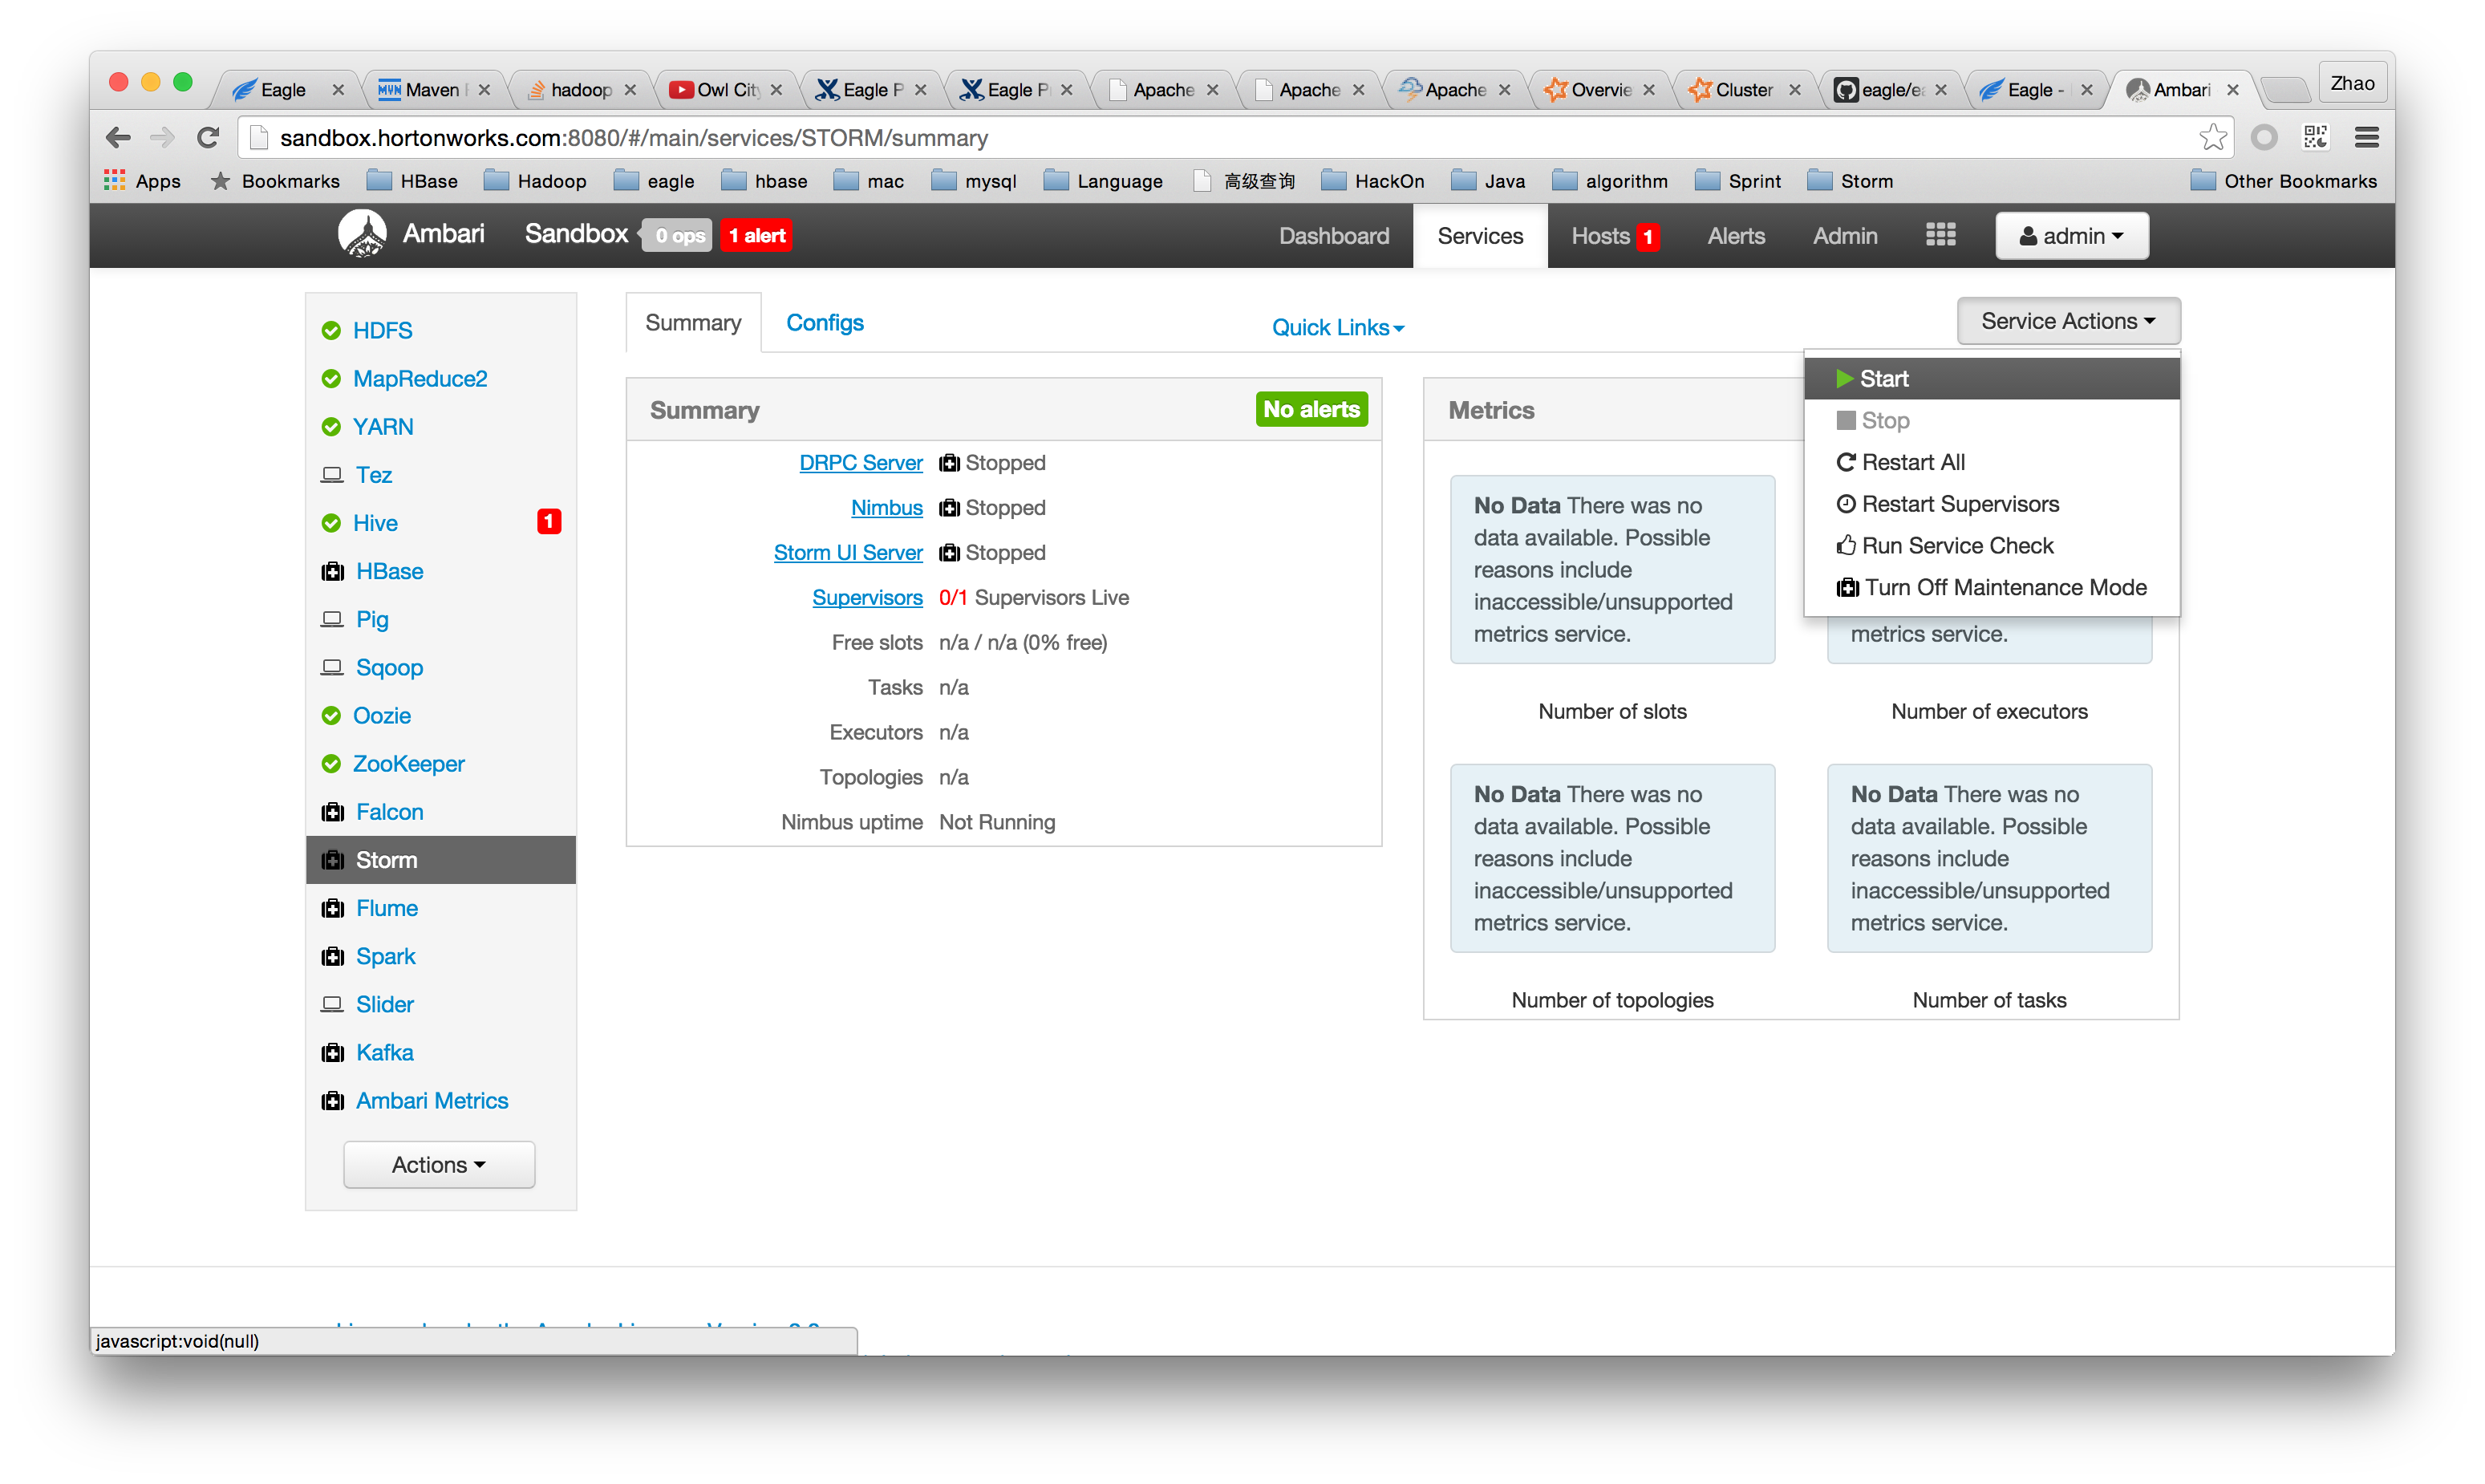 Eagle
Maven
hadoop
Owl City
Eagle P
Eagle P
Apache
Apache
Apache
Overvie
Cluster
eagle/ea
Eagle -
Ambari
Zhao
sandbox.hortonworks.com:8080/#/main/services/STORM/summary
Apps
Bookmarks
HBase
Hadoop
eagle
hbase
mac
mysql
Language
高级查询
HackOn
Java
algorithm
Sprint
Storm
Other Bookmarks
Ambari
Sandbox
0 ops
1 alert
Dashboard
Services
Hosts 1
Alerts
Admin
admin
HDFS
MapReduce2
YARN
Tez
Hive 1
HBase
Pig
Sqoop
Oozie
ZooKeeper
Falcon
Storm
Flume
Spark
Slider
Kafka
Ambari Metrics
Actions
Summary
Configs
Quick Links
Service Actions
Start
Stop
Restart All
Restart Supervisors
Run Service Check
Turn Off Maintenance Mode
Summary
No alerts
DRPC Server Stopped
Nimbus Stopped
Storm UI Server Stopped
Supervisors 0/1 Supervisors Live
Free slots n/a / n/a (0% free)
Tasks n/a
Executors n/a
Topologies n/a
Nimbus uptime Not Running
Metrics
No Data There was no
data available. Possible
reasons include
inaccessible/unsupported
metrics service.
Number of slots
metrics service.
Number of executors
No Data There was no
data available. Possible
reasons include
inaccessible/unsupported
metrics service.
Number of topologies
No Data There was no
data available. Possible
reasons include
inaccessible/unsupported
metrics service.
Number of tasks
javascript:void(null)